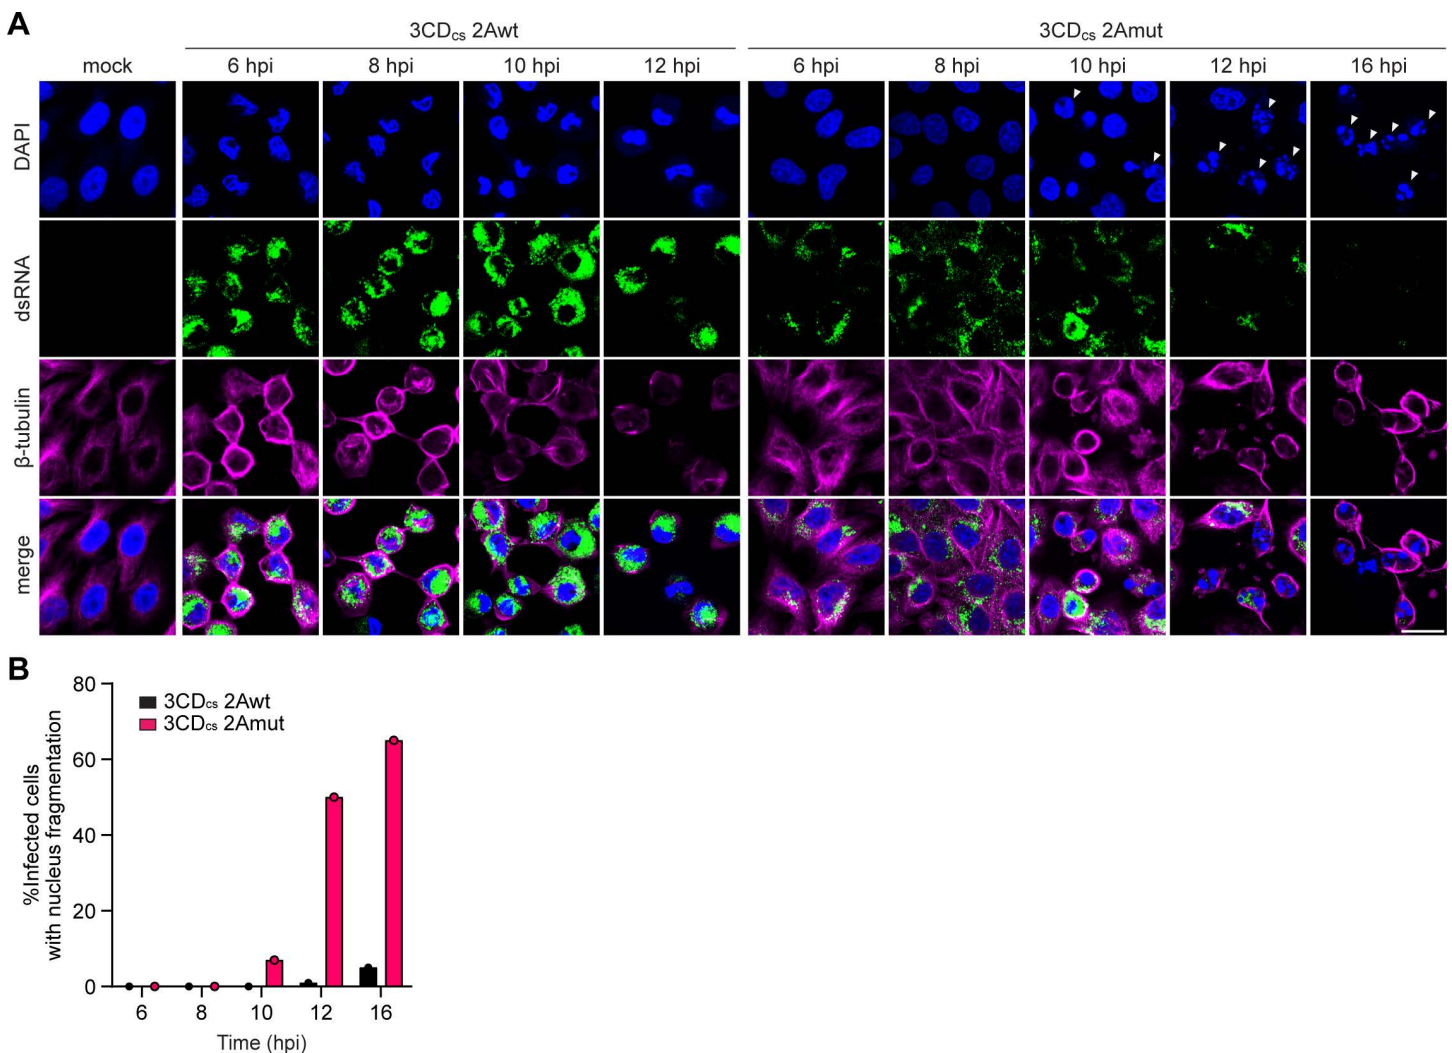 A
3CDcs 2Awt
3CDcs 2Amut
mock
6 hpi
8 hpi
10 hpi
12 hpi
6 hpi
8 hpi
10 hpi
12 hpi
16 hpi
DAPI
dsRNA
β-tubulin
merge
B
80
60
40
20
0
%Infected cells
with nucleus fragmentation
3CDcs 2Awt
3CDcs 2Amut
6
8
10
12
16
Time (hpi)